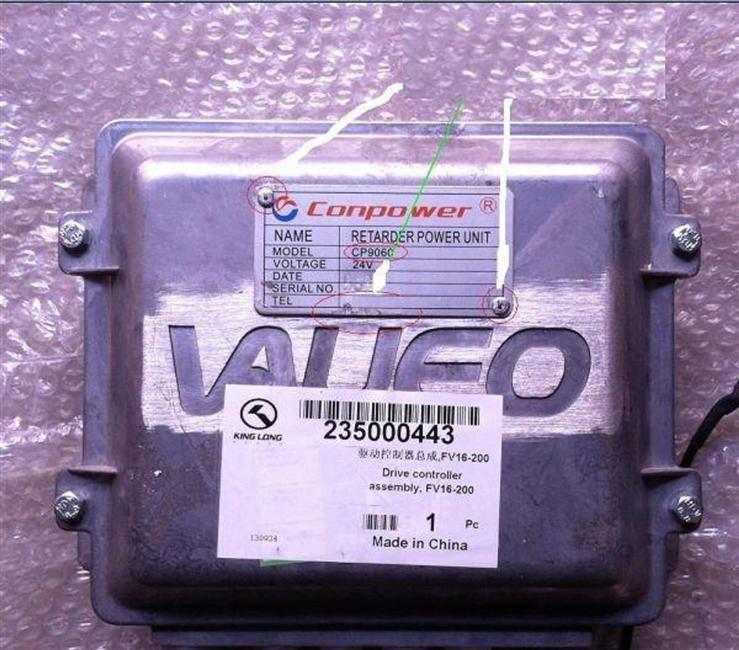 Conpower ®
NAME RETARDER POWER UNIT
MODEL CP9060
VOLTAGE 24V
DATE
SERIAL NO
TEL
VAUFO
KING LONG
235000443
驱动控制器总成,FV16-200
Drive controller
assembly, FV16-200
1 Pc
130924
Made in China